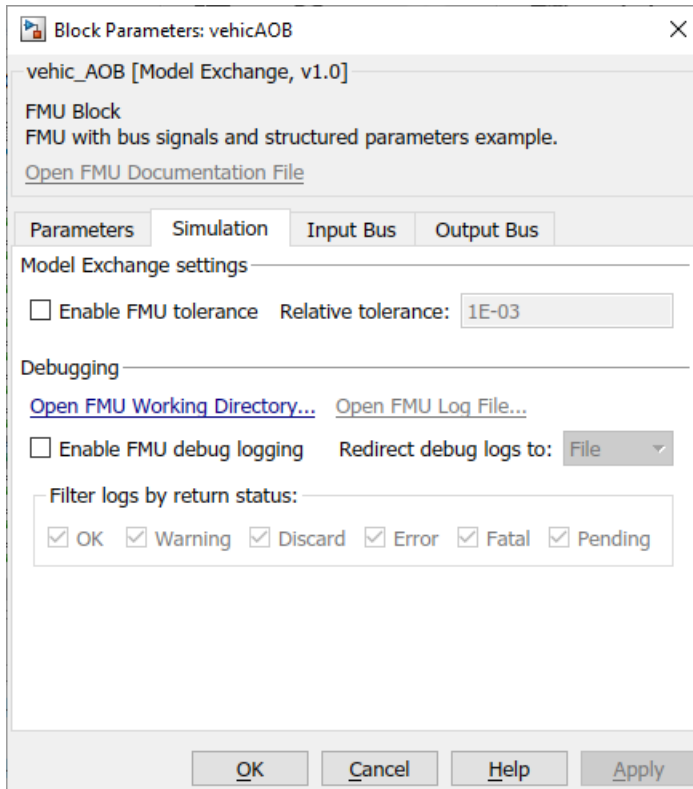 Block Parameters: vehicAOB
vehic_AOB [Model Exchange, v1.0]
FMU Block
FMU with bus signals and structured parameters example.
Open FMU Documentation File
Parameters Simulation Input Bus Output Bus
Model Exchange settings
Enable FMU tolerance Relative tolerance: 1E-03
Debugging
Open FMU Working Directory... Open FMU Log File...
Enable FMU debug logging Redirect debug logs to: File
Filter logs by return status:
OK Warning Discard Error Fatal Pending
OK Cancel Help Apply